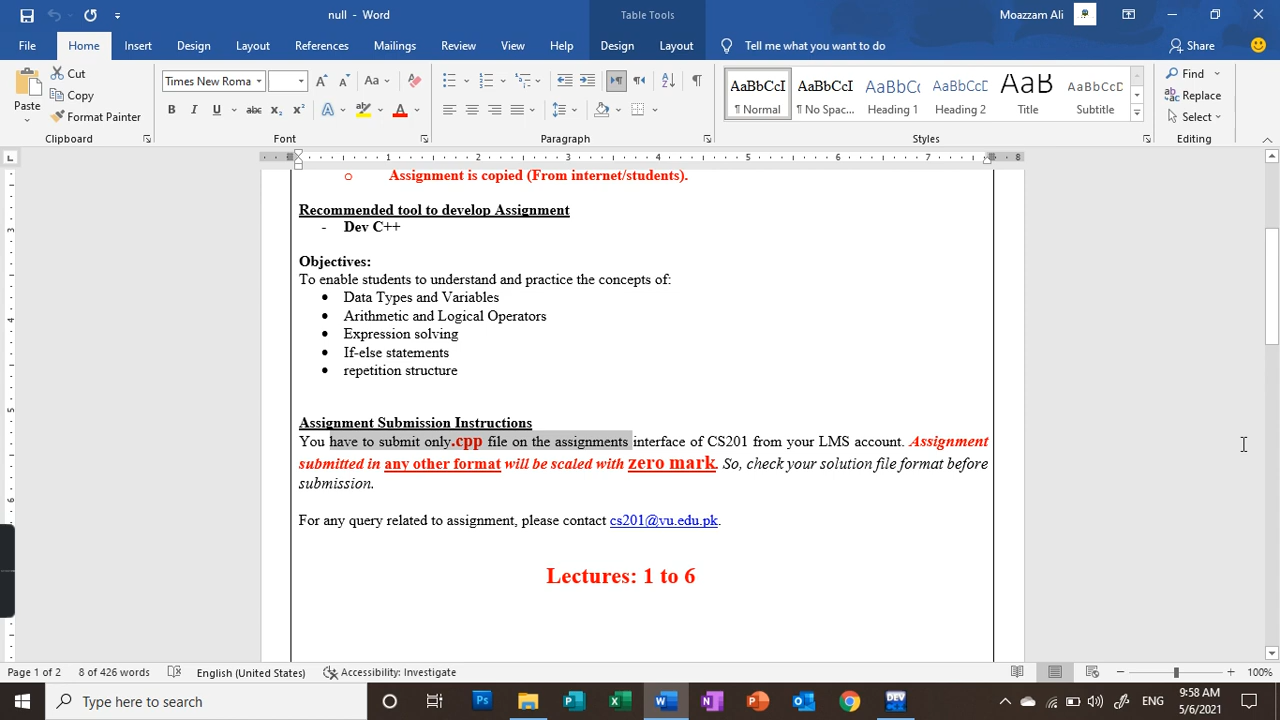 null - Word
Table Tools
Moazzam Ali
File
Home
Insert
Design
Layout
References
Mailings
Review
View
Help
Design
Layout
Tell me what you want to do
Share
Paste
Cut
Copy
Format Painter
Clipboard
Times New Roma
Font
Paragraph
AaBbCcI
¶ Normal
AaBbCcI
¶ No Spac...
AaBbCcI
Heading 1
AaBbCcI
Heading 2
AaB
Title
AaBbCcI
Subtitle
Styles
Find
Replace
Select
Editing
Assignment is copied (From internet/students).
Recommended tool to develop Assignment
- Dev C++
Objectives:
To enable students to understand and practice the concepts of:
• Data Types and Variables
• Arithmetic and Logical Operators
• Expression solving
• If-else statements
• repetition structure
Assignment Submission Instructions
You have to submit only.cpp file on the assignments interface of CS201 from your LMS account. Assignment
submitted in any other format will be scaled with zero mark. So, check your solution file format before
submission.
For any query related to assignment, please contact cs201@vu.edu.pk.
Lectures: 1 to 6
Page 1 of 2
8 of 426 words
English (United States)
Accessibility: Investigate
100%
Type here to search
DEV
ENG
9:58 AM
5/6/2021